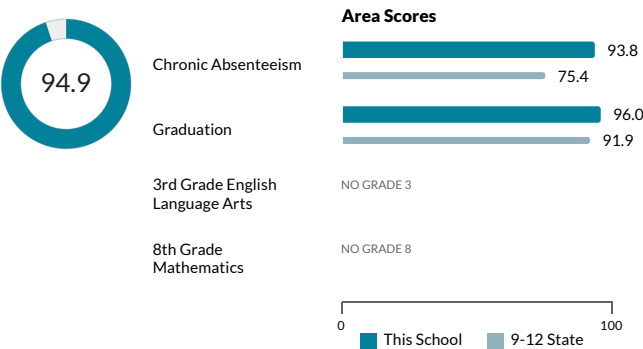 Area Scores
94.9
Chronic Absenteeism
93.8
75.4
Graduation
96.0
91.9
3rd Grade English
Language Arts
NO GRADE 3
8th Grade
Mathematics
NO GRADE 8
0
100
This School
9-12 State